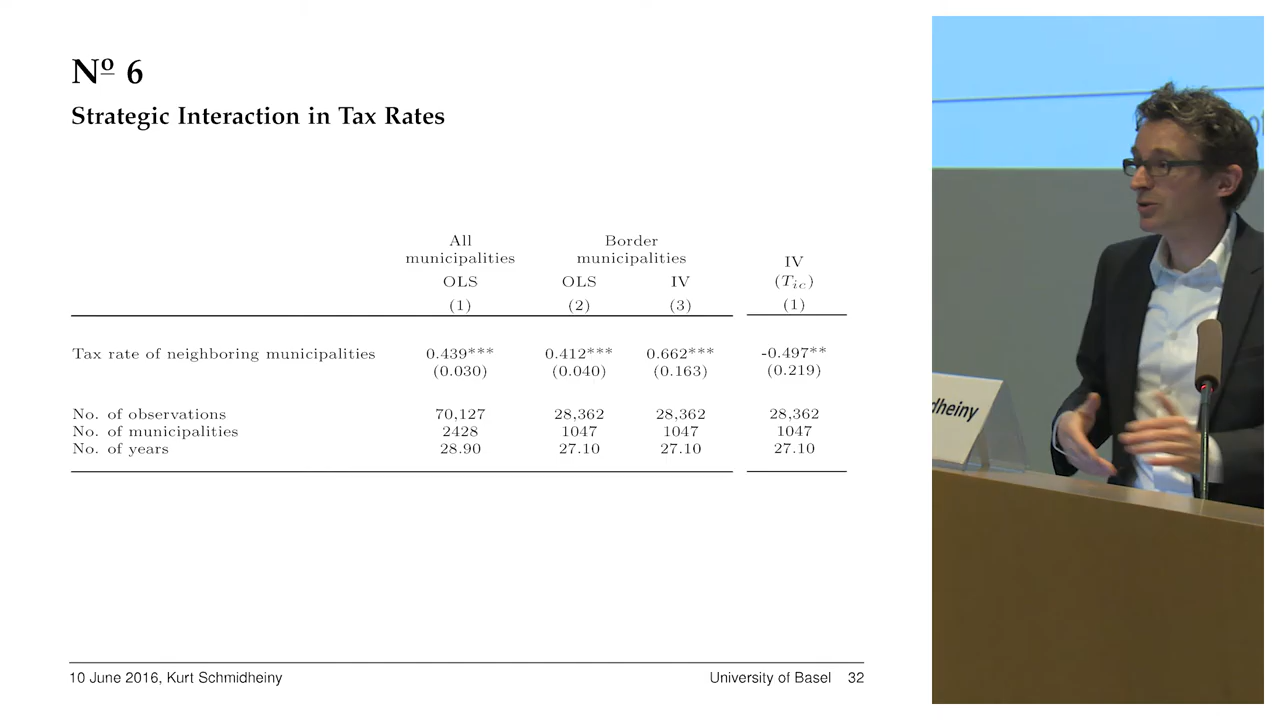 Nº 6
Strategic Interaction in Tax Rates
All Border
municipalities municipalities IV
OLS OLS IV (Tic)
(1) (2) (3) (1)
Tax rate of neighboring municipalities 0.439*** 0.412*** 0.662*** -0.497**
(0.030) (0.040) (0.163) (0.219)
No. of observations 70,127 28,362 28,362 28,362
No. of municipalities 2428 1047 1047 1047
No. of years 28.90 27.10 27.10 27.10
10 June 2016, Kurt Schmidheiny University of Basel 32
dheiny